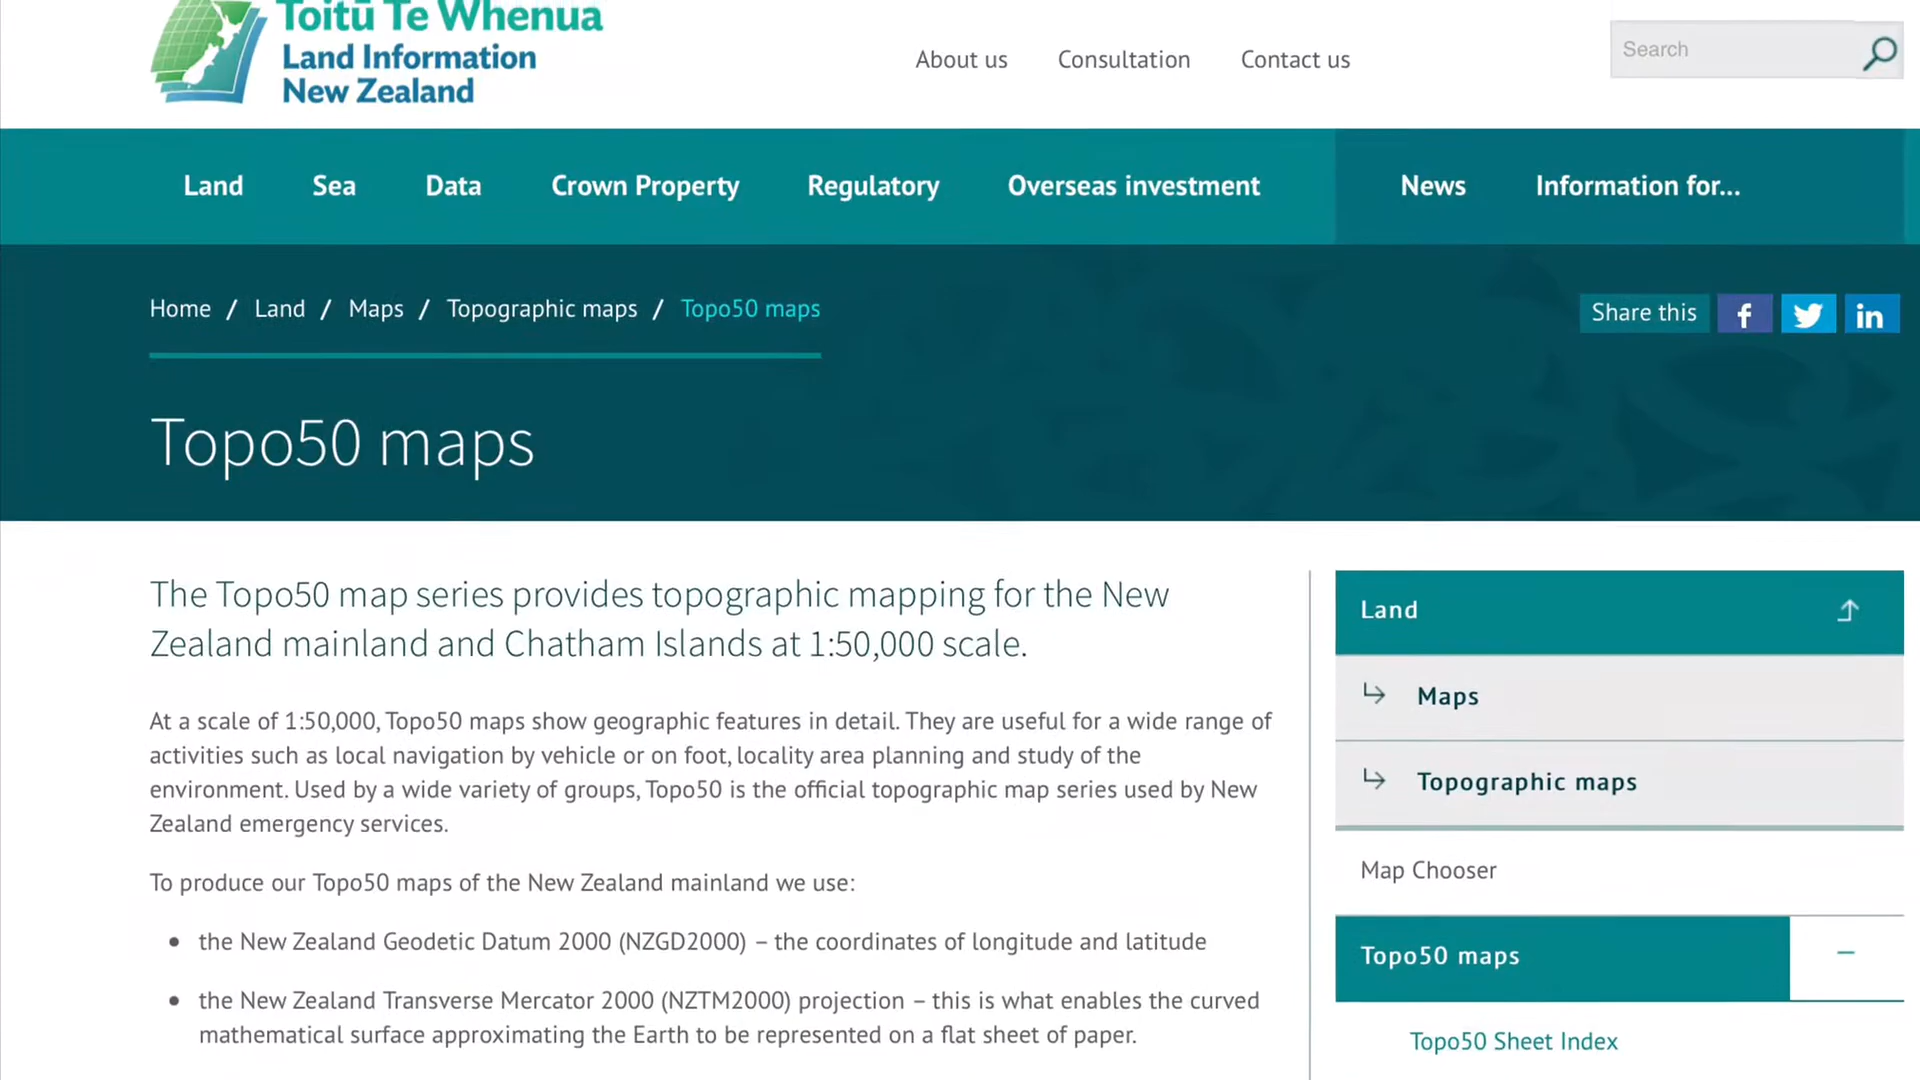 Toitū Te Whenua
Land Information
New Zealand
About us
Consultation
Contact us
Search
Land
Sea
Data
Crown Property
Regulatory
Overseas investment
News
Information for...
Home / Land / Maps / Topographic maps / Topo50 maps
Share this
f
in
Topo50 maps
The Topo50 map series provides topographic mapping for the New
Zealand mainland and Chatham Islands at 1:50,000 scale.
At a scale of 1:50,000, Topo50 maps show geographic features in detail. They are useful for a wide range of
activities such as local navigation by vehicle or on foot, locality area planning and study of the
environment. Used by a wide variety of groups, Topo50 is the official topographic map series used by New
Zealand emergency services.
To produce our Topo50 maps of the New Zealand mainland we use:
• the New Zealand Geodetic Datum 2000 (NZGD2000) – the coordinates of longitude and latitude
• the New Zealand Transverse Mercator 2000 (NZTM2000) projection – this is what enables the curved
mathematical surface approximating the Earth to be represented on a flat sheet of paper.
Land
Maps
Topographic maps
Map Chooser
Topo50 maps
Topo50 Sheet Index